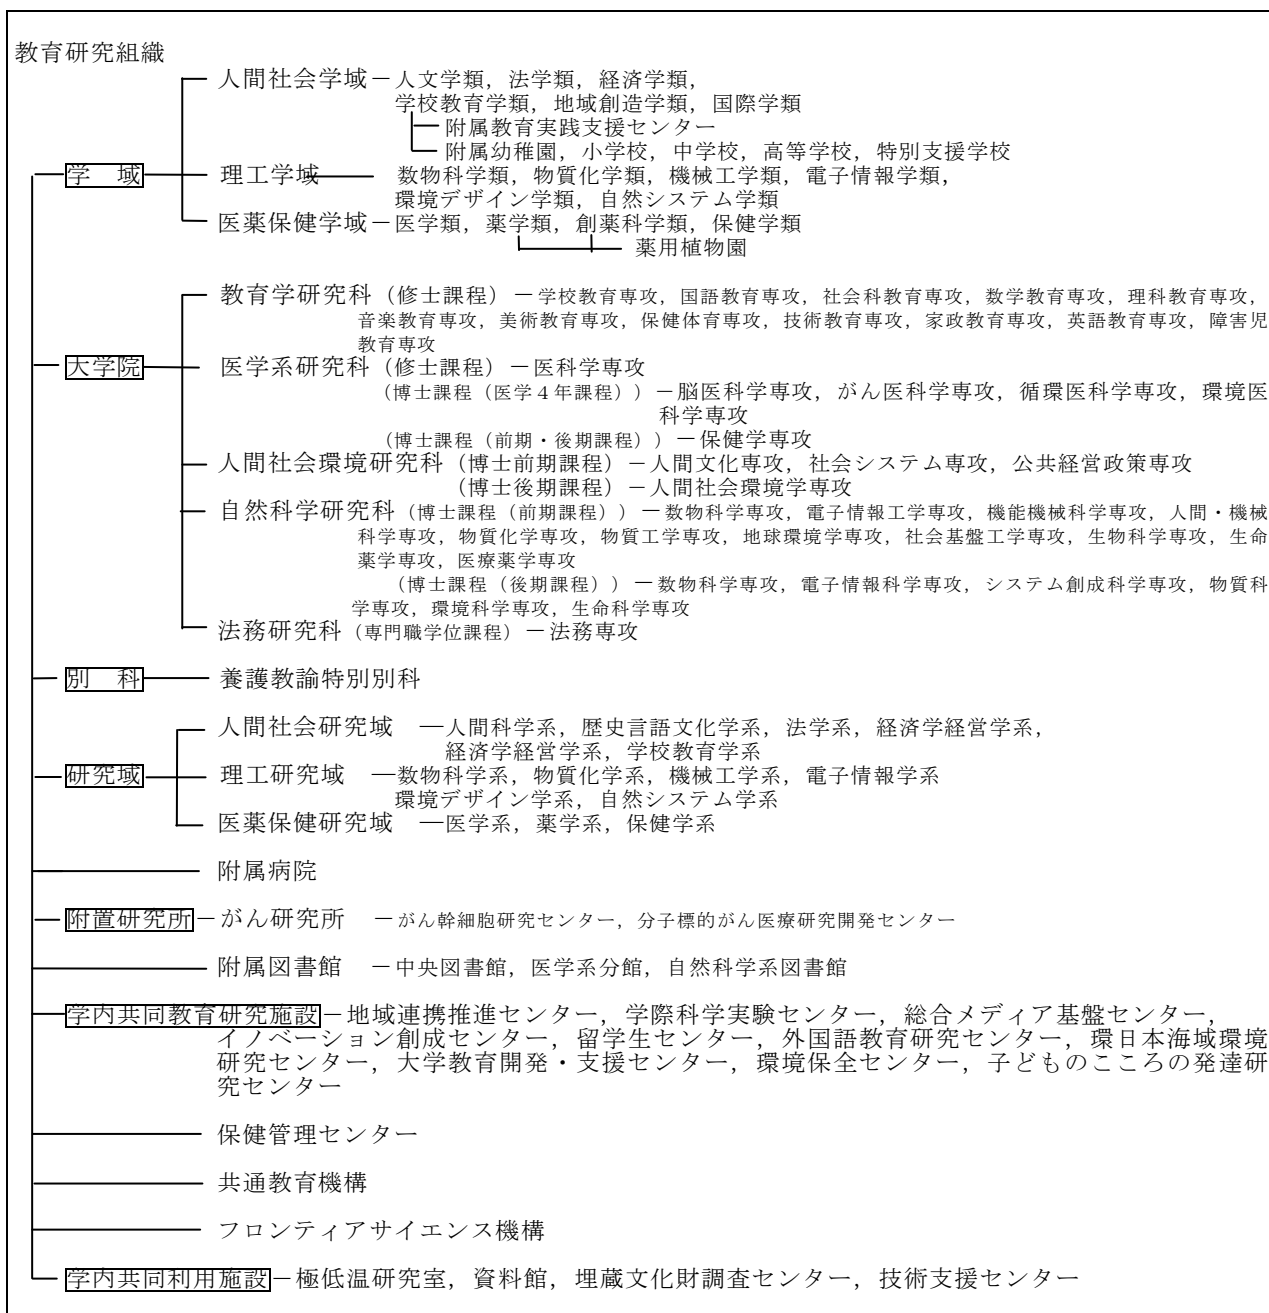 教育研究組織
人間社会学域－人文学類，法学類，経済学類，
学校教育学類，地域創造学類，国際学類
附属教育実践支援センター
附属幼稚園，小学校，中学校，高等学校，特別支援学校
学　域　理工学域　数物科学類，物質化学類，機械工学類，電子情報学類，
環境デザイン学類，自然システム学類
医薬保健学域－医学類，薬学類，創薬科学類，保健学類
薬用植物園
教育学研究科（修士課程）－学校教育専攻，国語教育専攻，社会科教育専攻，数学教育専攻，理科教育専攻，
音楽教育専攻，美術教育専攻，保健体育専攻，技術教育専攻，家政教育専攻，英語教育専攻，障害児
教育専攻
大学院　医学系研究科（修士課程）－医科学専攻
（博士課程（医学４年課程））－脳医科学専攻，がん医科学専攻，循環医科学専攻，環境医
科学専攻
（博士課程（前期・後期課程））－保健学専攻
人間社会環境研究科（博士前期課程）－人間文化専攻，社会システム専攻，公共経営政策専攻
（博士後期課程）－人間社会環境学専攻
自然科学研究科（博士課程（前期課程））－数物科学専攻，電子情報工学専攻，機能機械科学専攻，人間・機械
科学専攻，物質化学専攻，物質工学専攻，地球環境学専攻，社会基盤工学専攻，生物科学専攻，生命
薬学専攻，医療薬学専攻
（博士課程（後期課程））－数物科学専攻，電子情報科学専攻，システム創成科学専攻，物質科
学専攻，環境科学専攻，生命科学専攻
法務研究科（専門職学位課程）－法務専攻
別　科　養護教諭特別別科
人間社会研究域　―人間科学系，歴史言語文化学系，法学系，経済学経営学系，
経済学経営学系，学校教育学系
研究域　理工研究域　―数物科学系，物質化学系，機械工学系，電子情報学系
環境デザイン学系，自然システム学系
医薬保健研究域　―医学系，薬学系，保健学系
附属病院
附置研究所－がん研究所　－がん幹細胞研究センター，分子標的がん医療研究開発センター
附属図書館　－中央図書館，医学系分館，自然科学系図書館
学内共同教育研究施設－地域連携推進センター，学際科学実験センター，総合メディア基盤センター，
イノベーション創成センター，留学生センター，外国語教育研究センター，環日本海域環境
研究センター，大学教育開発・支援センター，環境保全センター，子どものこころの発達研
究センター
保健管理センター
共通教育機構
フロンティアサイエンス機構
学内共同利用施設－極低温研究室，資料館，埋蔵文化財調査センター，技術支援センター